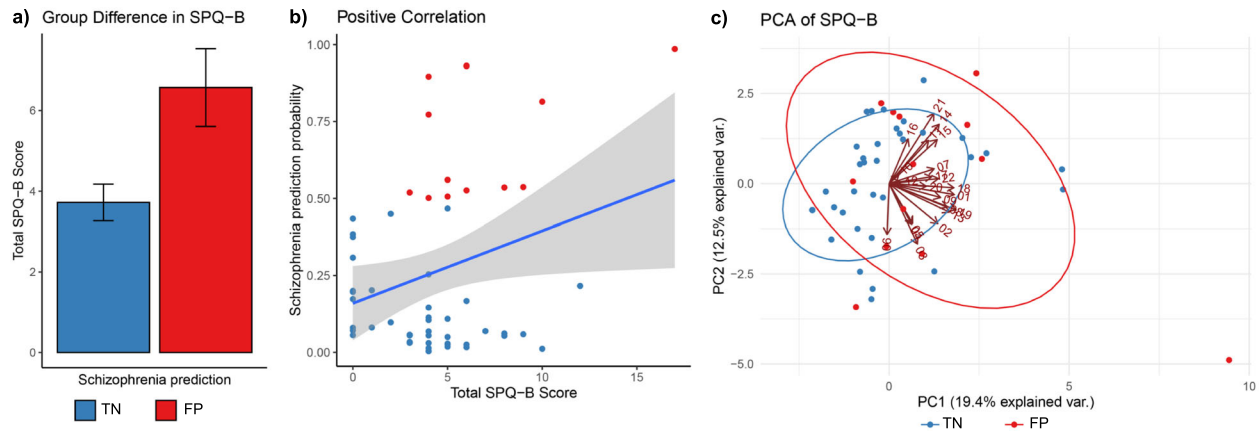 a) Group Difference in SPQ−B
Total SPQ−B Score
6
4
2
0
Schizophrenia prediction
TN
FP
b) Positive Correlation
Schizophrenia prediction probability
1.00
0.75
0.50
0.25
0.00
0
5
10
15
Total SPQ−B Score
c) PCA of SPQ−B
PC2 (12.5% explained var.)
2.5
0.0
−2.5
−5.0
21
14
15
16
07
22
18
01
02
0
5
10
PC1 (19.4% explained var.)
TN
FP